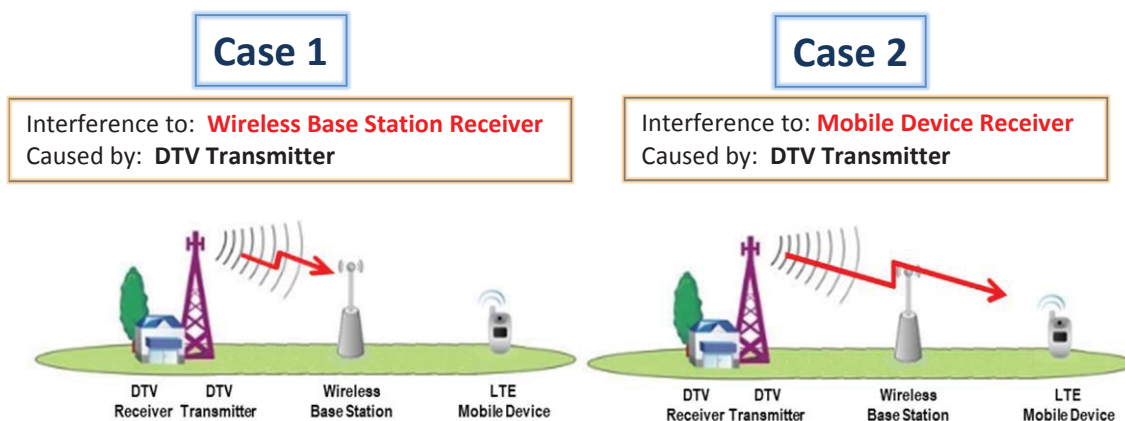 Case 1
Interference to: Wireless Base Station Receiver
Caused by: DTV Transmitter
DTV
Receiver
DTV
Transmitter
Wireless
Base Station
LTE
Mobile Device
Case 2
Interference to: Mobile Device Receiver
Caused by: DTV Transmitter
DTV
Receiver
DTV
Transmitter
Wireless
Base Station
LTE
Mobile Device